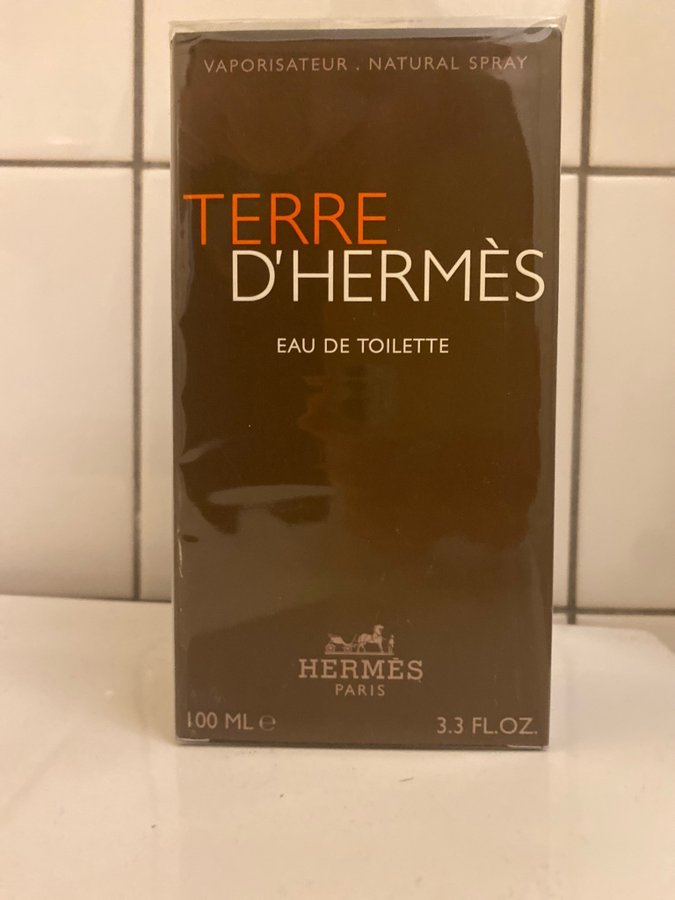 VAPORISATEUR . NATURAL SPRAY
TERRE
D'HERMÈS
EAU DE TOILETTE
HERMÈS
PARIS
100 ML ℮ 3.3 FL.OZ.